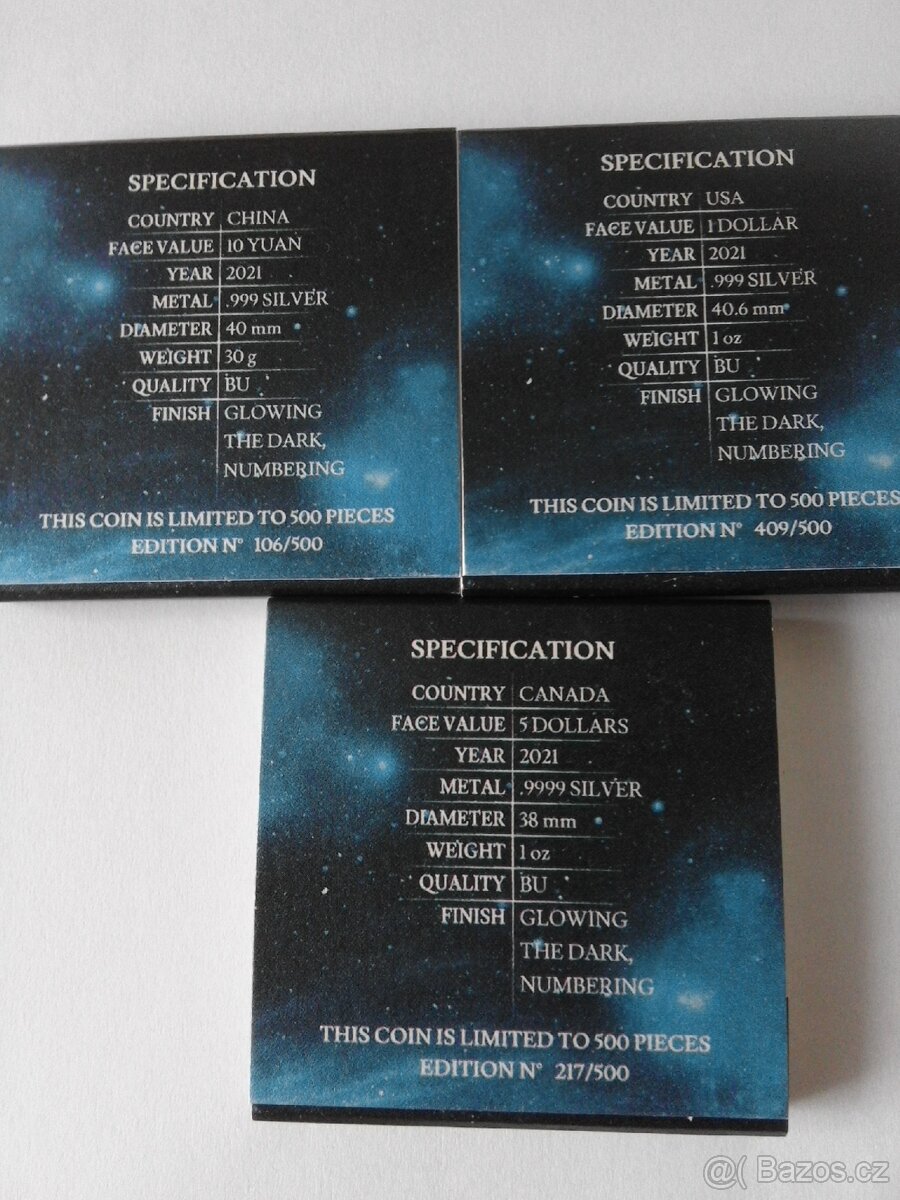 SPECIFICATION
COUNTRY CHINA
FACE VALUE 10 YUAN
YEAR 2021
METAL .999 SILVER
DIAMETER 40 mm
WEIGHT 30 g
QUALITY BU
FINISH GLOWING
THE DARK,
NUMBERING
THIS COIN IS LIMITED TO 500 PIECES
EDITION N° 106/500
SPECIFICATION
COUNTRY USA
FACE VALUE 1 DOLLAR
YEAR 2021
METAL .999 SILVER
DIAMETER 40.6 mm
WEIGHT 1 oz
QUALITY BU
FINISH GLOWING
THE DARK,
NUMBERING
THIS COIN IS LIMITED TO 500 PIECES
EDITION N° 409/500
SPECIFICATION
COUNTRY CANADA
FACE VALUE 5 DOLLARS
YEAR 2021
METAL .9999 SILVER
DIAMETER 38 mm
WEIGHT 1 oz
QUALITY BU
FINISH GLOWING
THE DARK,
NUMBERING
THIS COIN IS LIMITED TO 500 PIECES
EDITION N° 217/500
@( Bazos.cz